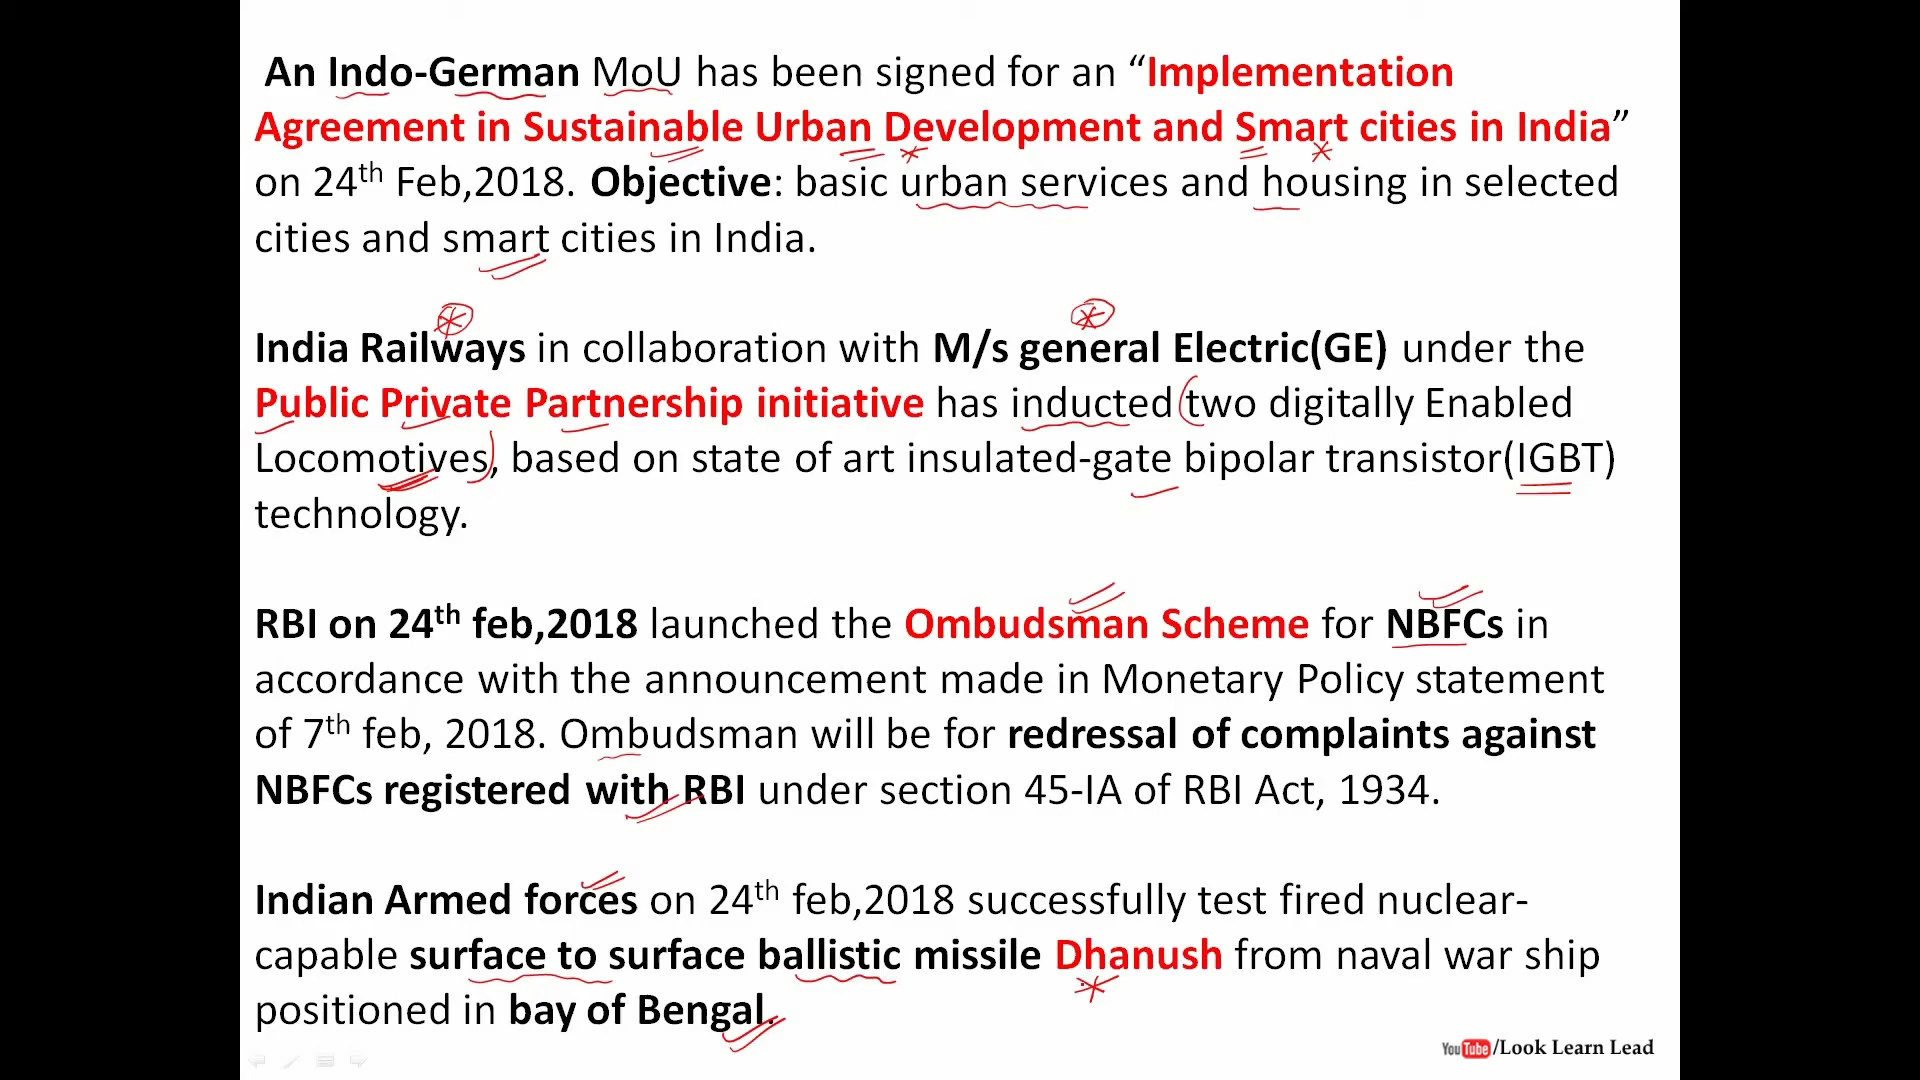 An Indo-German MoU has been signed for an “Implementation
Agreement in Sustainable Urban Development and Smart cities in India”
on 24th Feb,2018. Objective: basic urban services and housing in selected
cities and smart cities in India.
India Railways in collaboration with M/s general Electric(GE) under the
Public Private Partnership initiative has inducted two digitally Enabled
Locomotives, based on state of art insulated-gate bipolar transistor(IGBT)
technology.
RBI on 24th feb,2018 launched the Ombudsman Scheme for NBFCs in
accordance with the announcement made in Monetary Policy statement
of 7th feb, 2018. Ombudsman will be for redressal of complaints against
NBFCs registered with RBI under section 45-IA of RBI Act, 1934.
Indian Armed forces on 24th feb,2018 successfully test fired nuclear-
capable surface to surface ballistic missile Dhanush from naval war ship
positioned in bay of Bengal.
YouTube/Look Learn Lead